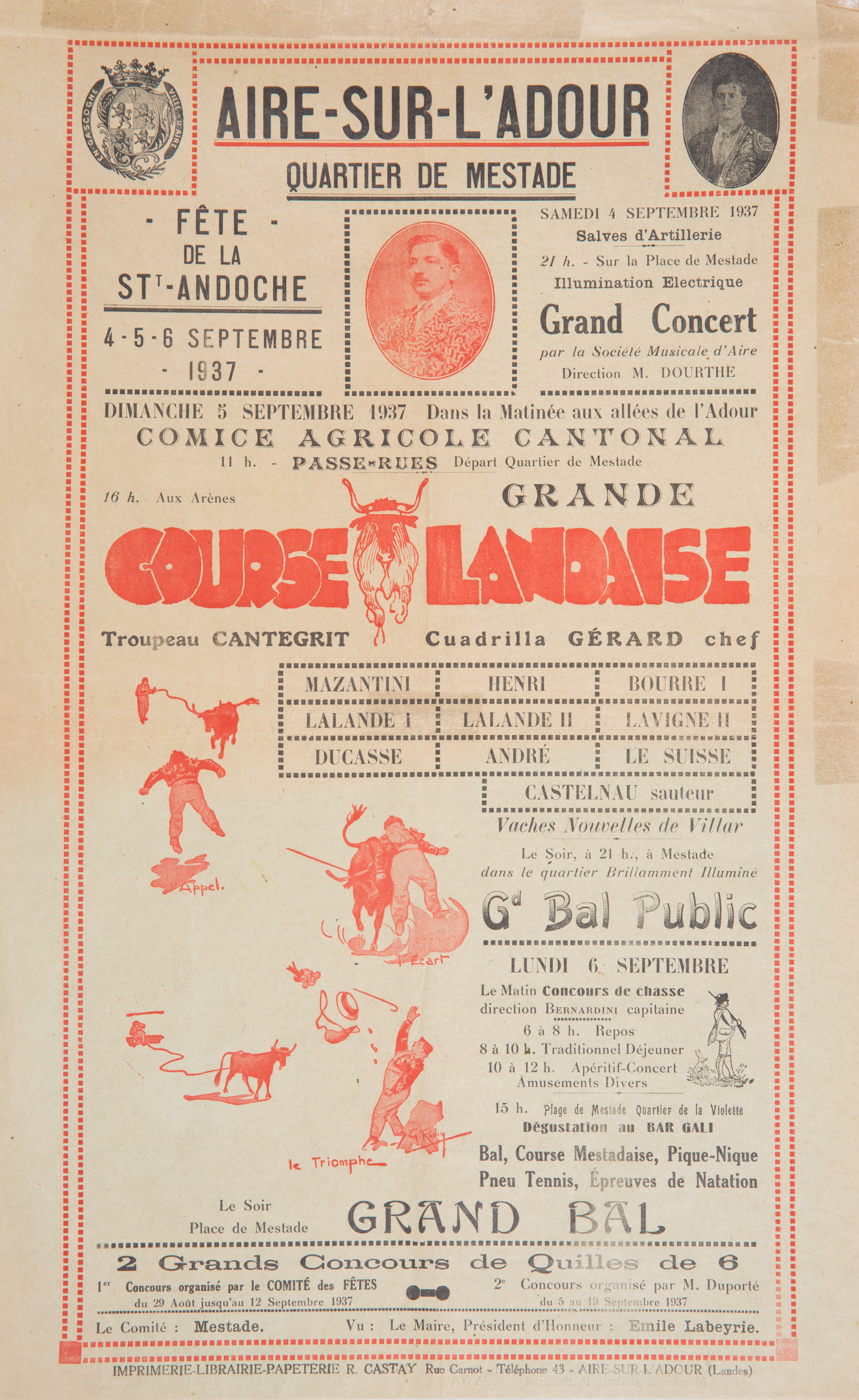 EN GASCOGNE VILLE D'AIRE
AIRE-SUR-L'ADOUR
QUARTIER DE MESTADE
- FÊTE -
DE LA
STᵀ-ANDOCHE
4-5-6 SEPTEMBRE
- 1937 -
SAMEDI 4 SEPTEMBRE 1937
Salves d'Artillerie
21 h. - Sur la Place de Mestade
Illumination Electrique
Grand Concert
par la Société Musicale d'Aire
Direction M. DOURTHE
DIMANCHE 5 SEPTEMBRE 1937 Dans la Matinée aux allées de l'Adour
COMICE AGRICOLE CANTONAL
11 h. - PASSE-RUES Départ Quartier de Mestade
16 h. Aux Arènes
GRANDE
COURSE LANDAISE
Troupeau CANTEGRIT Cuadrilla GÉRARD chef
MAZANTINI HENRI BOURRE I
LALANDE I LALANDE II LAVIGNE II
DUCASSE ANDRÉ LE SUISSE
CASTELNAU sauteur
Vaches Nouvelles de Villar
Appel.
l'Écart
le Triomphe
Le Soir, à 21 h., à Mestade
dans le quartier Brillamment Illuminé
Gᵈ Bal Public
LUNDI 6 SEPTEMBRE
Le Matin Concours de chasse
direction BERNARDINI capitaine
6 à 8 h. Repos
8 à 10 h. Traditionnel Déjeuner
10 à 12 h. Apéritif-Concert
Amusements Divers
15 h. Plage de Mestade Quartier de la Violette
Dégustation au BAR GALI
Bal, Course Mestadaise, Pique-Nique
Pneu Tennis, Épreuves de Natation
Le Soir
Place de Mestade
GRAND BAL
2 Grands Concours de Quilles de 6
1ᵉʳ Concours organisé par le COMITÉ des FÊTES
du 29 Août jusqu'au 12 Septembre 1937
2ᵉ Concours organisé par M. Duporté
du 5 au 19 Septembre 1937
Le Comité : Mestade. Vu : Le Maire, Président d'Honneur : Emile Labeyrie.
IMPRIMERIE-LIBRAIRIE-PAPETERIE R. CASTAY Rue Carnot - Téléphone 43 - AIRE-SUR-L'ADOUR (Landes)